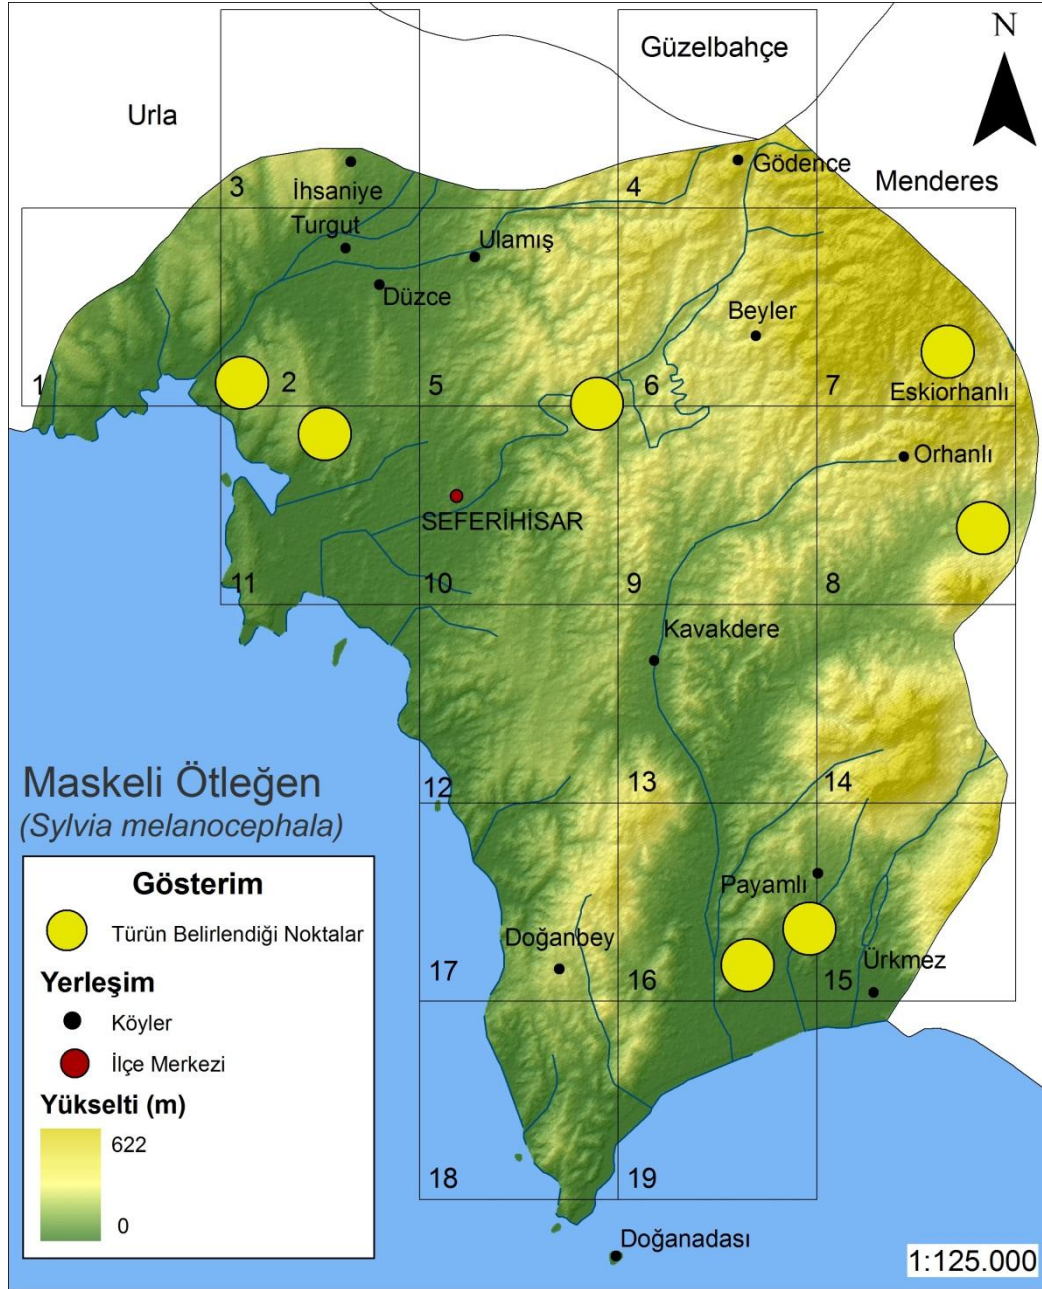 N
Güzelbahçe
Urla
Gödence
Menderes
3
4
İhsaniye
Turgut
Ulamış
Düzce
Beyler
1
2
5
6
7
Eskiorhanlı
Orhanlı
SEFERİHİSAR
11
10
9
8
Kavakdere
Maskeli Ötleğen
(Sylvia melanocephala)
12
13
14
Payamlı
Doğanbey
Ürkmez
17
16
15
18
19
Doğanadası
Gösterim
Türün Belirlendiği Noktalar
Yerleşim
Köyler
İlçe Merkezi
Yükselti (m)
622
0
1:125.000